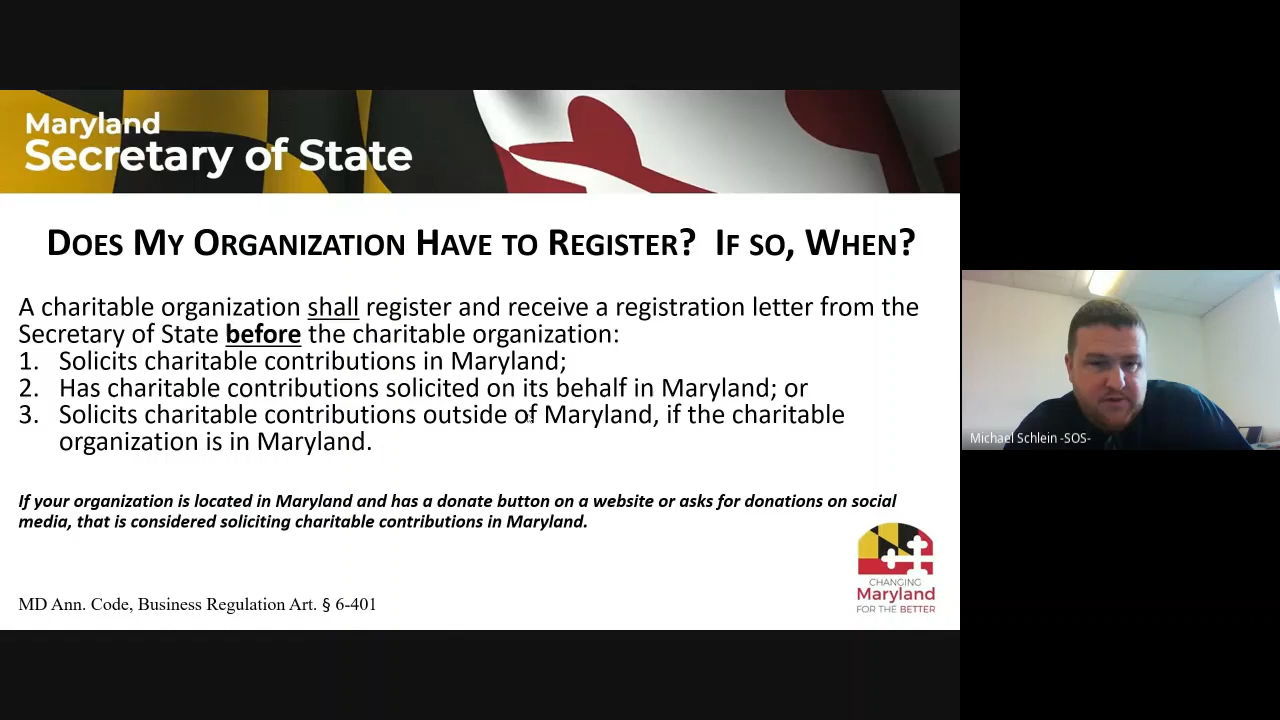 Maryland
Secretary of State
DOES MY ORGANIZATION HAVE TO REGISTER? IF SO, WHEN?
A charitable organization shall register and receive a registration letter from the
Secretary of State before the charitable organization:
1. Solicits charitable contributions in Maryland;
2. Has charitable contributions solicited on its behalf in Maryland; or
3. Solicits charitable contributions outside of Maryland, if the charitable
organization is in Maryland.
If your organization is located in Maryland and has a donate button on a website or asks for donations on social
media, that is considered soliciting charitable contributions in Maryland.
CHANGING
Maryland
FOR THE BETTER
MD Ann. Code, Business Regulation Art. § 6-401
Michael Schlein -SOS-